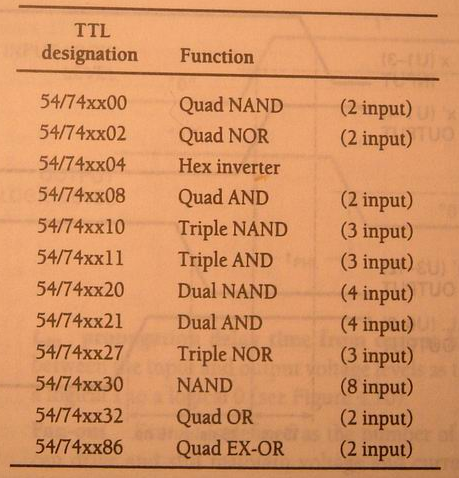 TTL
designation Function
54/74xx00 Quad NAND (2 input)
54/74xx02 Quad NOR (2 input)
54/74xx04 Hex inverter
54/74xx08 Quad AND (2 input)
54/74xx10 Triple NAND (3 input)
54/74xx11 Triple AND (3 input)
54/74xx20 Dual NAND (4 input)
54/74xx21 Dual AND (4 input)
54/74xx27 Triple NOR (3 input)
54/74xx30 NAND (8 input)
54/74xx32 Quad OR (2 input)
54/74xx86 Quad EX-OR (2 input)